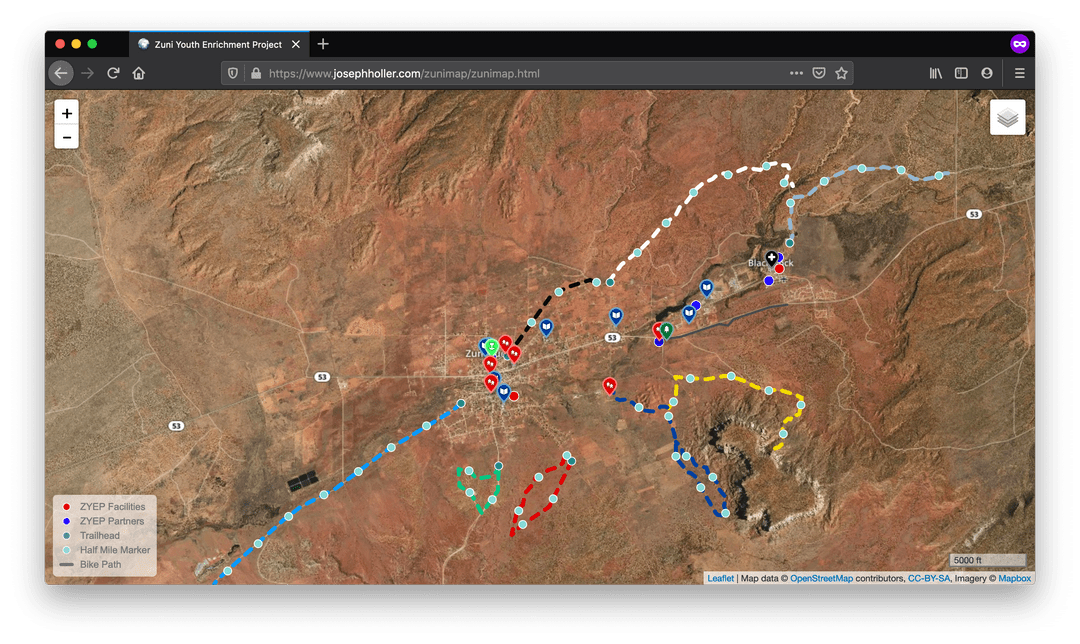 Zuni Youth Enrichment Project
https://www.josephholler.com/zunimap/zunimap.html
+
−
53
Black
ck
53
Zun
53
53
ZYEP Facilities
ZYEP Partners
Trailhead
Half Mile Marker
Bike Path
5000 ft
Leaflet | Map data © OpenStreetMap contributors, CC-BY-SA, Imagery © Mapbox